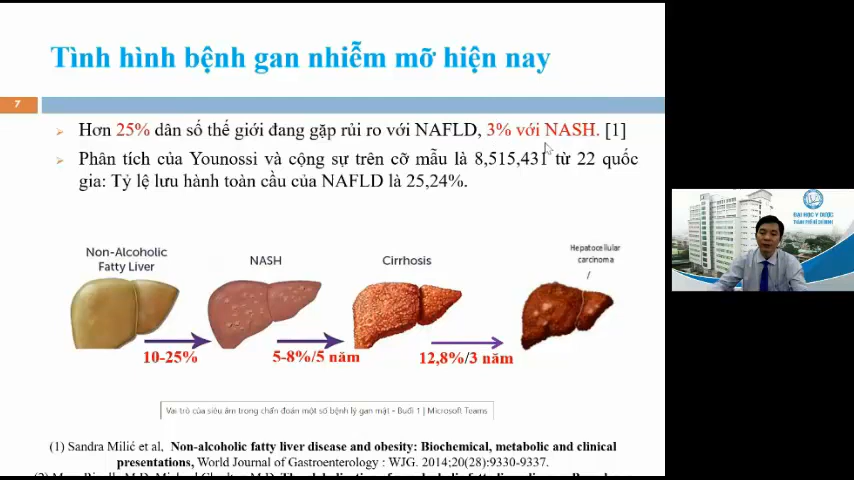 Tình hình bệnh gan nhiễm mỡ hiện nay
7
Hơn 25% dân số thế giới đang gặp rủi ro với NAFLD, 3% với NASH. [1]
Phân tích của Younossi và cộng sự trên cỡ mẫu là 8,515,431 từ 22 quốc
gia: Tỷ lệ lưu hành toàn cầu của NAFLD là 25,24%.
Non-Alcoholic
Fatty Liver
NASH
Cirrhosis
Hepatocellular
carcinoma
10-25%
5-8%/5 năm
12,8%/3 năm
Vai trò của siêu âm trong chẩn đoán một số bệnh lý gan mật - Buổi 1 | Microsoft Teams
(1) Sandra Milić et al, Non-alcoholic fatty liver disease and obesity: Biochemical, metabolic and clinical
presentations, World Journal of Gastroenterology : WJG. 2014;20(28):9330-9337.
ĐẠI HỌC Y DƯỢC